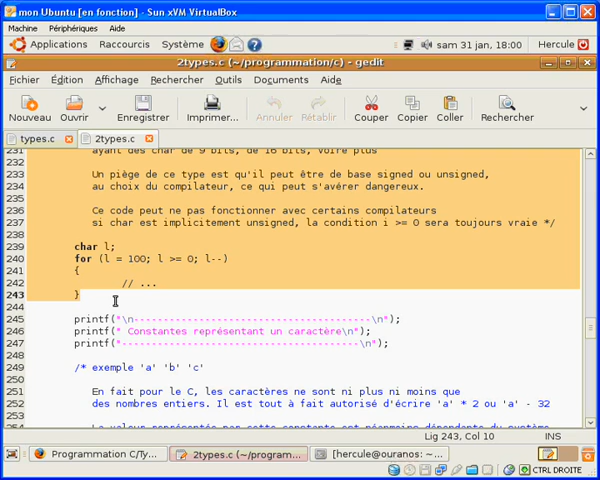 mon Ubuntu [en fonction] - Sun xVM VirtualBox
Machine Périphériques Aide
Applications Raccourcis Système sam 31 jan, 18:00 Hercule
2types.c (~/programmation/c) - gedit
Fichier Édition Affichage Rechercher Outils Documents Aide
Nouveau Ouvrir Enregistrer Imprimer... Annuler Rétablir Couper Copier Coller Rechercher
types.c 2types.c
231 ayant des char de 9 bits, de 16 bits, voire plus
232
233 Un piège de ce type est qu'il peut être de base signed ou unsigned,
234 au choix du compilateur, ce qui peut s'avérer dangereux.
235
236 Ce code peut ne pas fonctionner avec certains compilateurs
237 si char est implicitement unsigned, la condition i >= 0 sera toujours vraie */
238
239 char l;
240 for (l = 100; l >= 0; l--)
241 {
242 // ...
243 }
244
245 printf("\n---------------------------------------\n");
246 printf(" Constantes représentant un caractère\n");
247 printf("---------------------------------------\n");
248
249 /* exemple 'a' 'b' 'c'
250
251 En fait pour le C, les caractères ne sont ni plus ni moins que
252 des nombres entiers. Il est tout à fait autorisé d'écrire 'a' * 2 ou 'a' - 32
253
Lig 243, Col 10 INS
Programmation C/Ty... 2types.c (~/program... [hercule@ouranos: ~...
CTRL DROITE